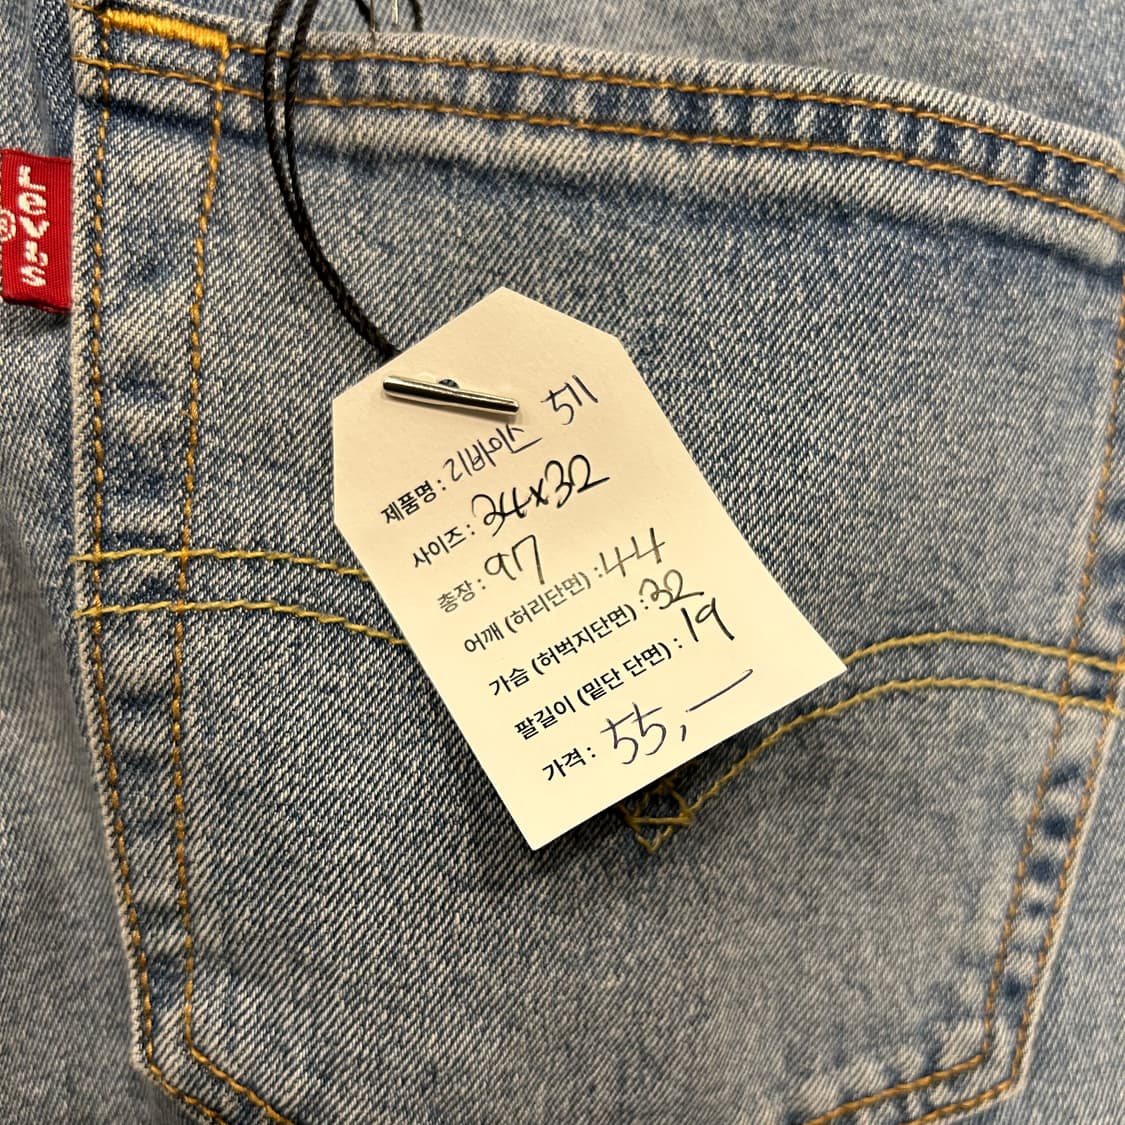 LEVI'S
®
제품명 : 리바이스 511
사이즈 : 34x32
총장 : 97
어깨 (허리단면) : 44
가슴 (허벅지단면) : 32
팔길이 (밑단 단면) : 19
가격 : 55,—